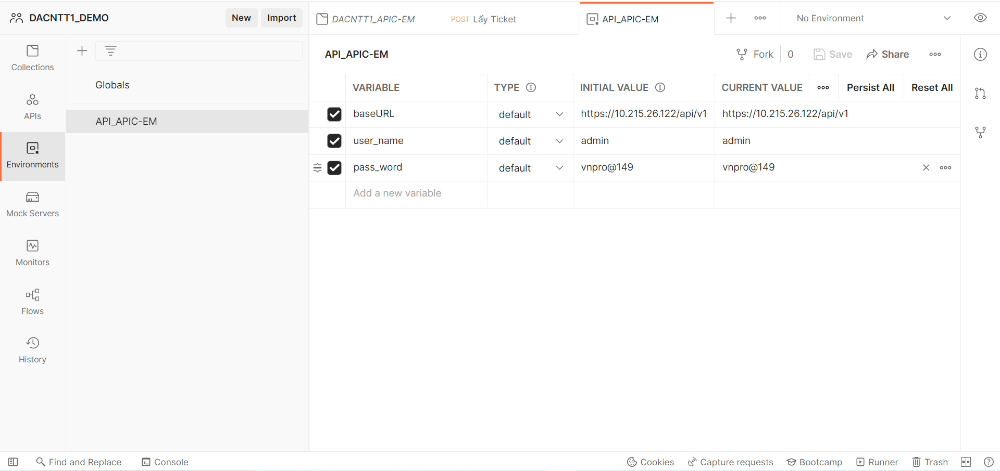 DACNTT1_DEMO
New
Import
DACNTT1_APIC-EM
POST Lấy Ticket
API_APIC-EM
No Environment
Collections
APIs
Environments
Mock Servers
Monitors
Flows
History
Globals
API_APIC-EM
API_APIC-EM
Fork 0
Save
Share
VARIABLE TYPE INITIAL VALUE CURRENT VALUE Persist All Reset All
baseURL default https://10.215.26.122/api/v1 https://10.215.26.122/api/v1
user_name default admin admin
pass_word default vnpro@149 vnpro@149
Add a new variable
Find and Replace
Console
Cookies
Capture requests
Bootcamp
Runner
Trash